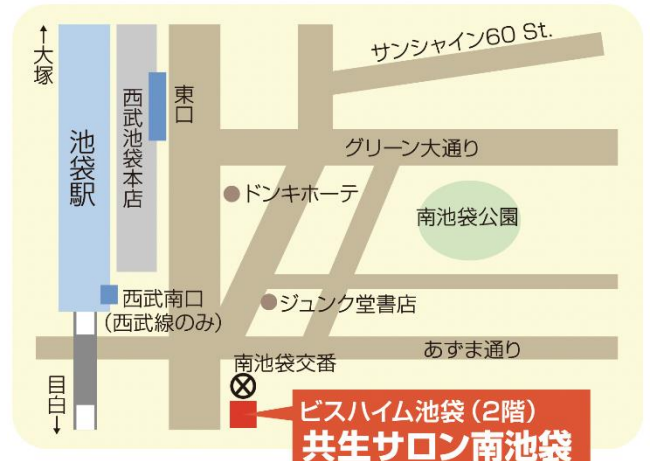 ←大塚
サンシャイン60 St.
東口
西武池袋本店
池袋駅
グリーン大通り
ドンキホーテ
南池袋公園
西武南口
(西武線のみ)
ジュンク堂書店
あずま通り
南池袋交番
目白→
ビスハイム池袋(2階)
共生サロン南池袋